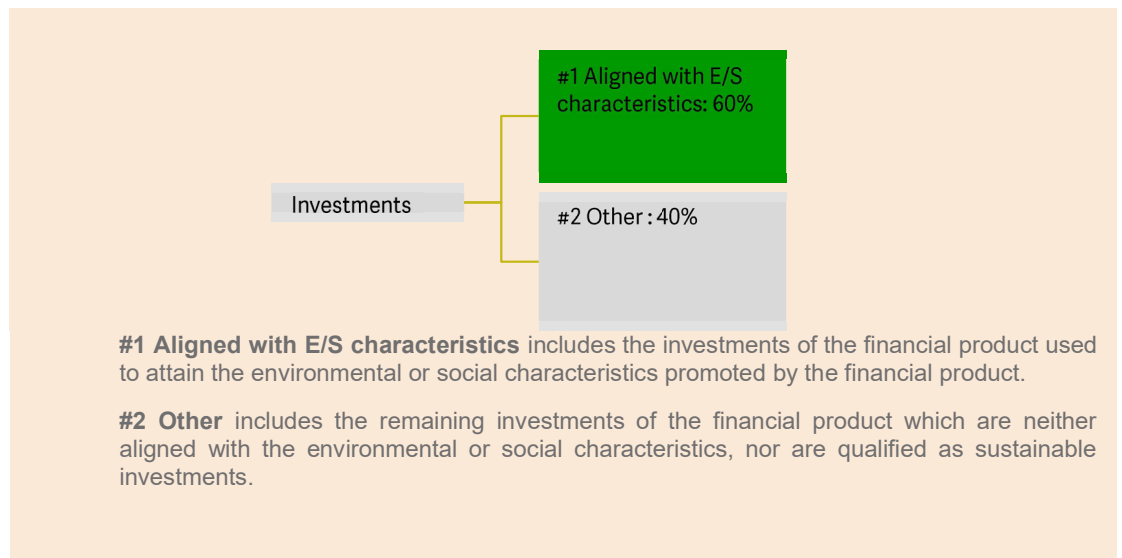 #1 Aligned with E/S
characteristics: 60%
Investments
#2 Other : 40%
#1 Aligned with E/S characteristics includes the investments of the financial product used
to attain the environmental or social characteristics promoted by the financial product.
#2 Other includes the remaining investments of the financial product which are neither
aligned with the environmental or social characteristics, nor are qualified as sustainable
investments.